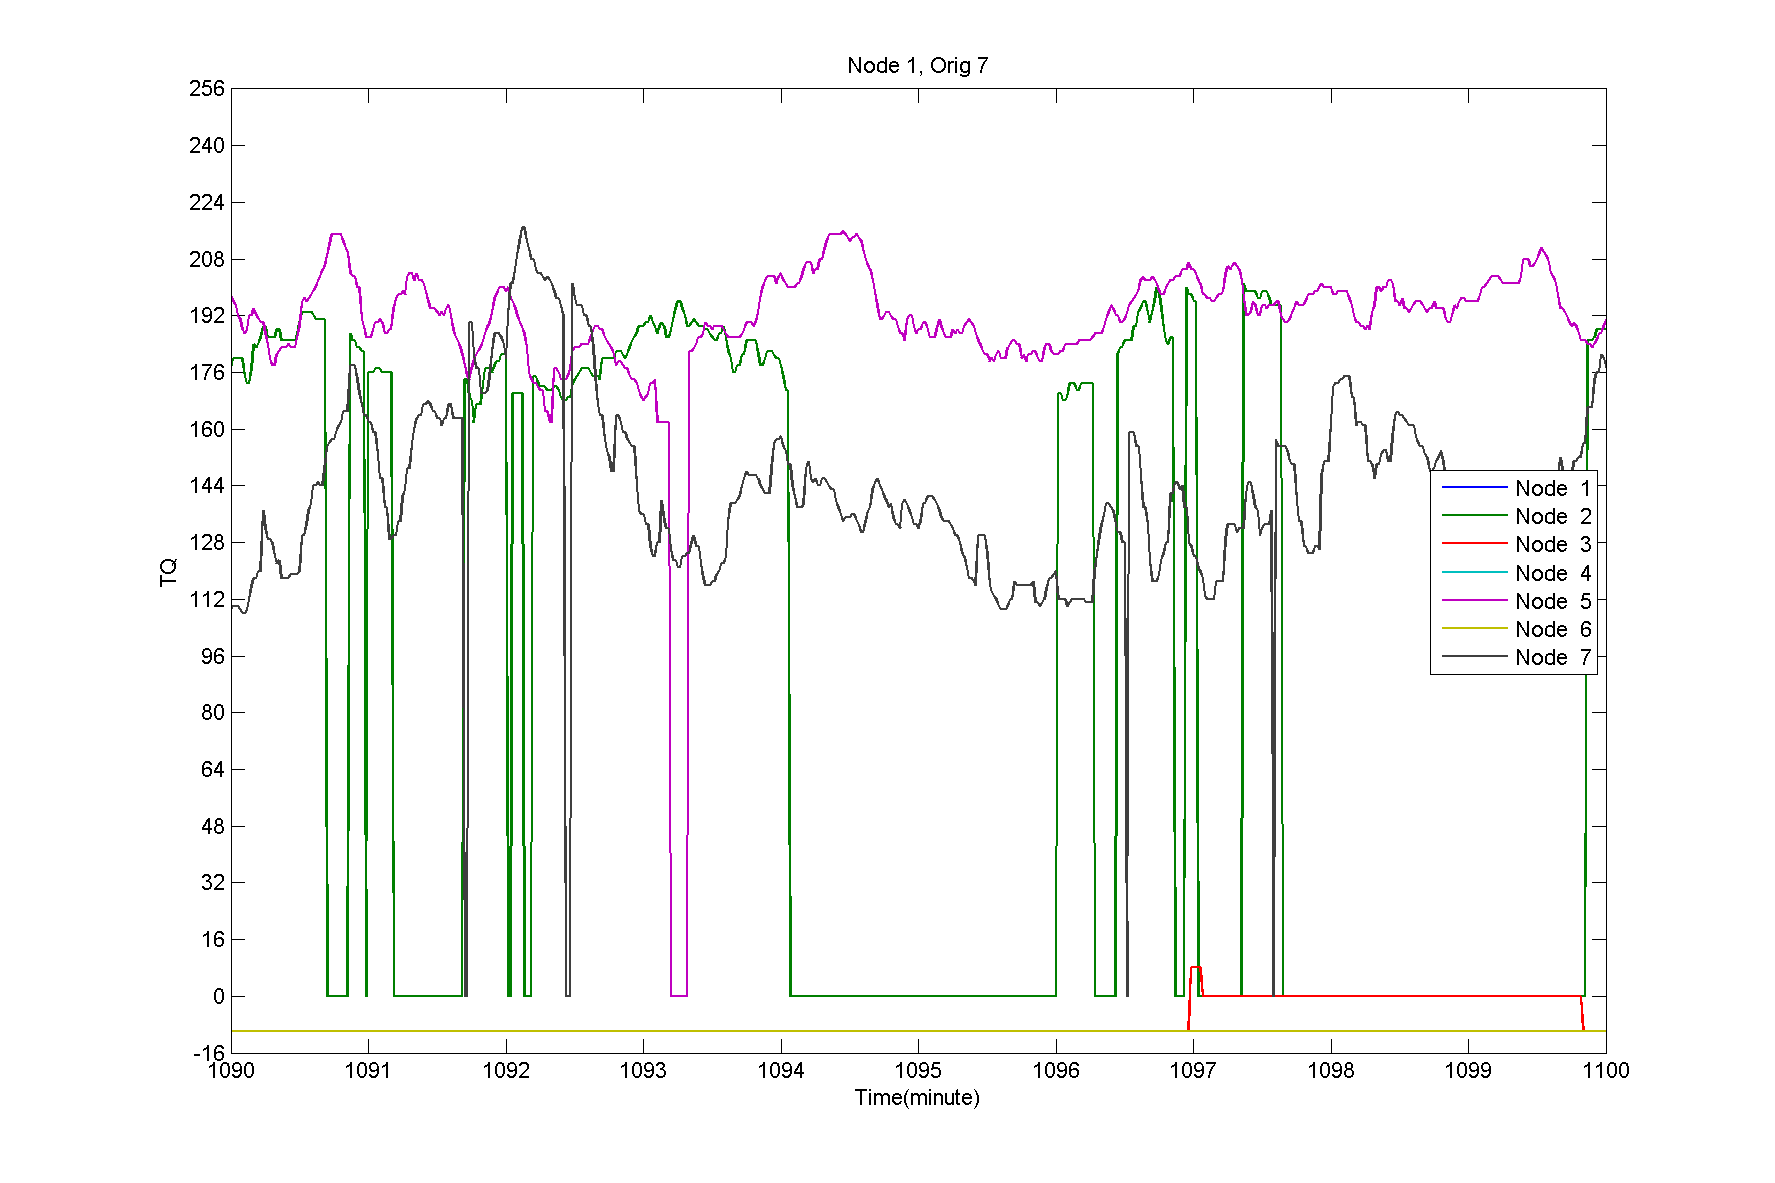 Node 1, Orig 7
256
240
224
208
192
176
160
144
128
112
96
80
64
48
32
16
0
-16
TQ
Node 1
Node 2
Node 3
Node 4
Node 5
Node 6
Node 7
1090 1091 1092 1093 1094 1095 1096 1097 1098 1099 1100
Time(minute)